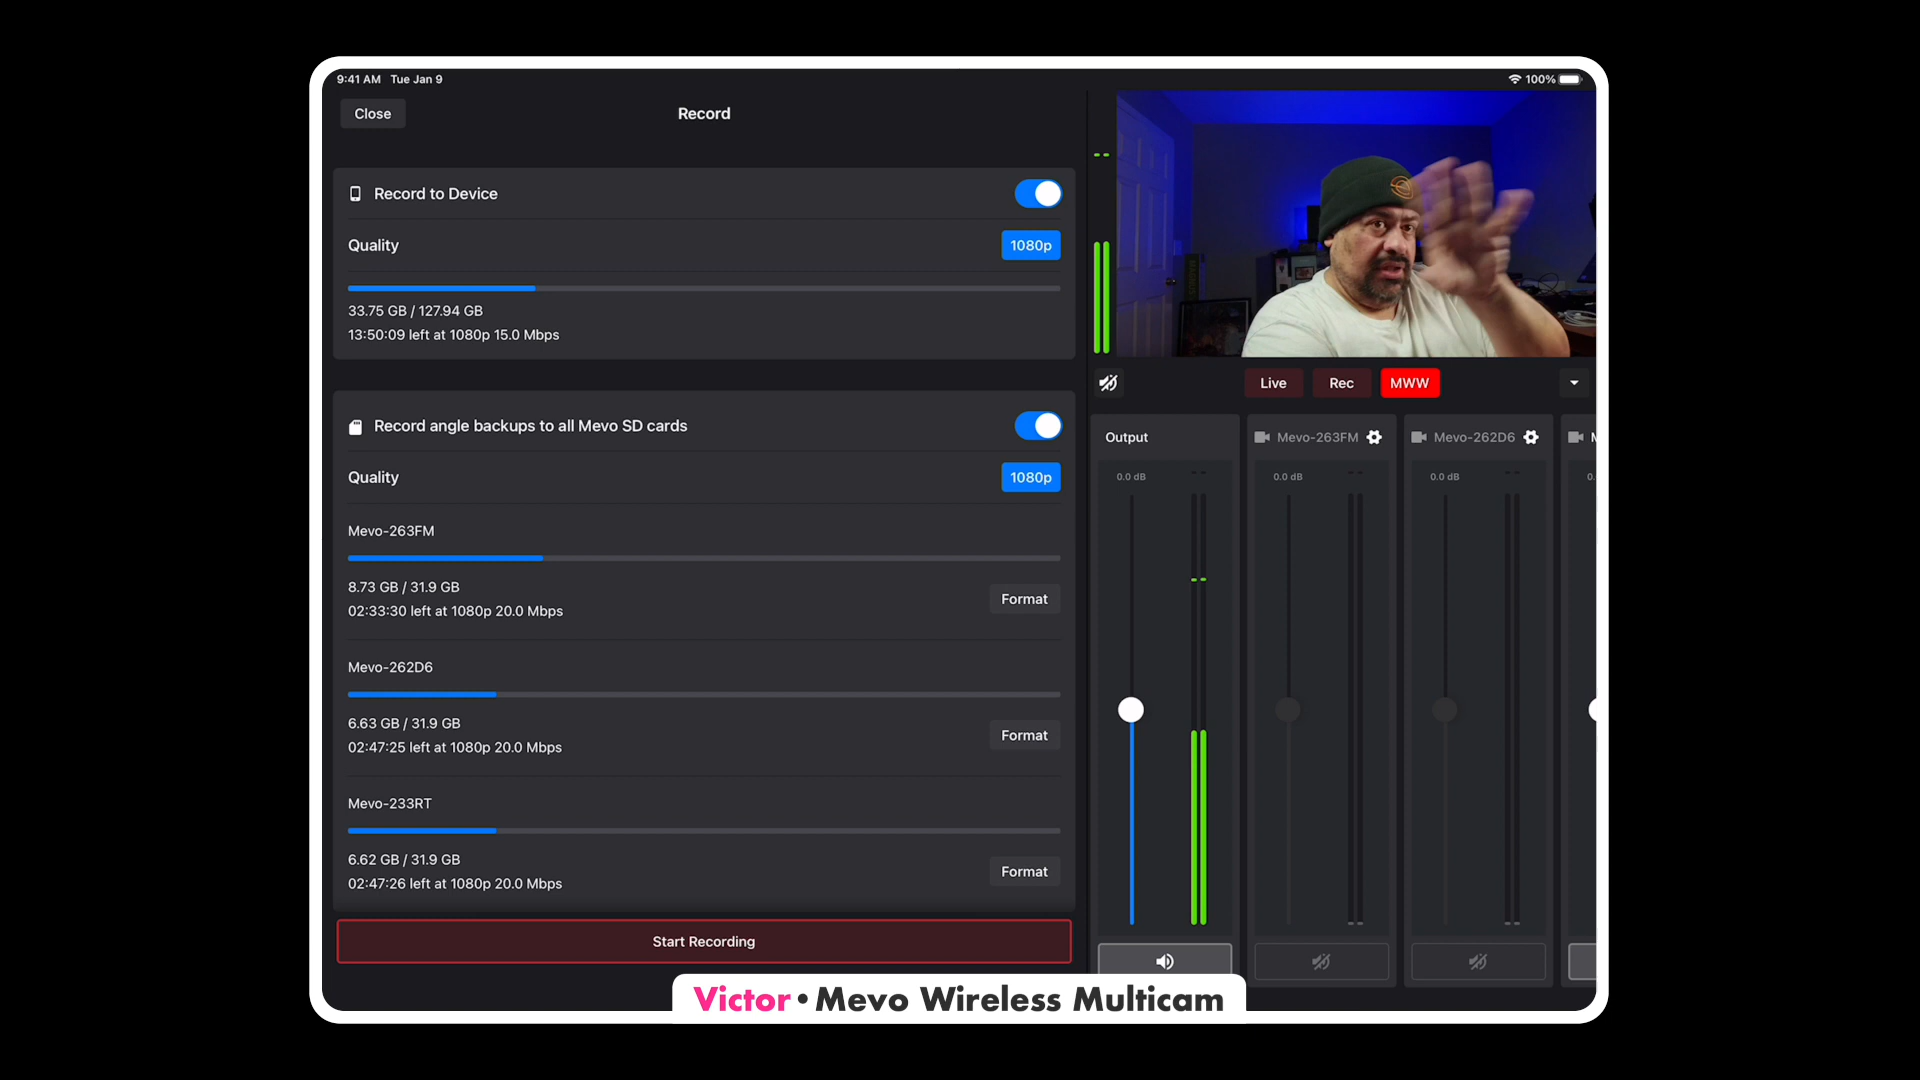 9:41 AM Tue Jan 9
100%
Close
Record
Record to Device
Quality
1080p
33.75 GB / 127.94 GB
13:50:09 left at 1080p 15.0 Mbps
Record angle backups to all Mevo SD cards
Quality
1080p
Mevo-263FM
8.73 GB / 31.9 GB
02:33:30 left at 1080p 20.0 Mbps
Format
Mevo-262D6
6.63 GB / 31.9 GB
02:47:25 left at 1080p 20.0 Mbps
Format
Mevo-233RT
6.62 GB / 31.9 GB
02:47:26 left at 1080p 20.0 Mbps
Format
Start Recording
Live
Rec
MWW
Output
0.0 dB
Mevo-263FM
0.0 dB
Mevo-262D6
0.0 dB
0.
Victor • Mevo Wireless Multicam